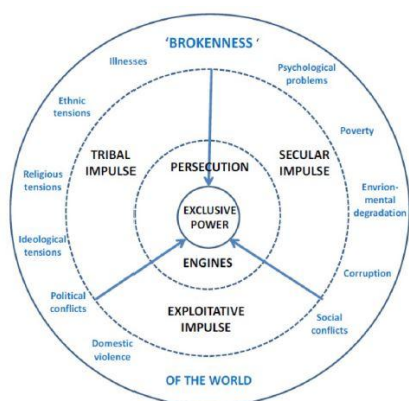 'BROKENNESS'
Illnesses
Psychological
problems
Ethnic
tensions
Poverty
TRIBAL
IMPULSE
PERSECUTION
SECULAR
IMPULSE
Religious
tensions
Envrion-
mental
degradation
EXCLUSIVE
POWER
Ideological
tensions
ENGINES
Corruption
Political
conflicts
EXPLOITATIVE
IMPULSE
Social
conflicts
Domestic
violence
OF THE WORLD